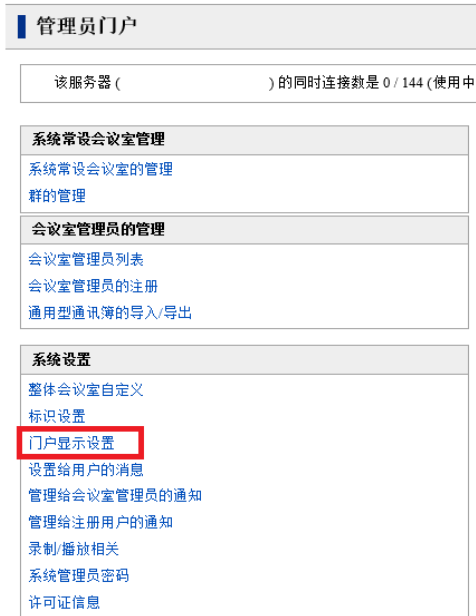 管理员门户
该服务器 ( ) 的同时连接数是 0 / 144 (使用中
系统常设会议室管理
系统常设会议室的管理
群的管理
会议室管理员的管理
会议室管理员列表
会议室管理员的注册
通用型通讯簿的导入/导出
系统设置
整体会议室自定义
标识设置
门户显示设置
设置给用户的消息
管理给会议室管理员的通知
管理给注册用户的通知
录制/播放相关
系统管理员密码
许可证信息